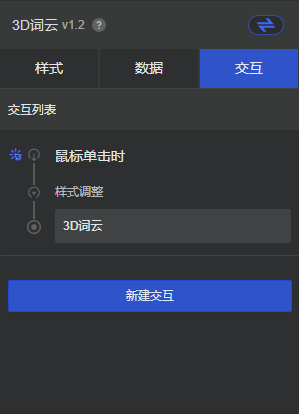 3D词云 v1.2 ?
样式 数据 交互
交互列表
鼠标单击时
样式调整
3D词云
新建交互